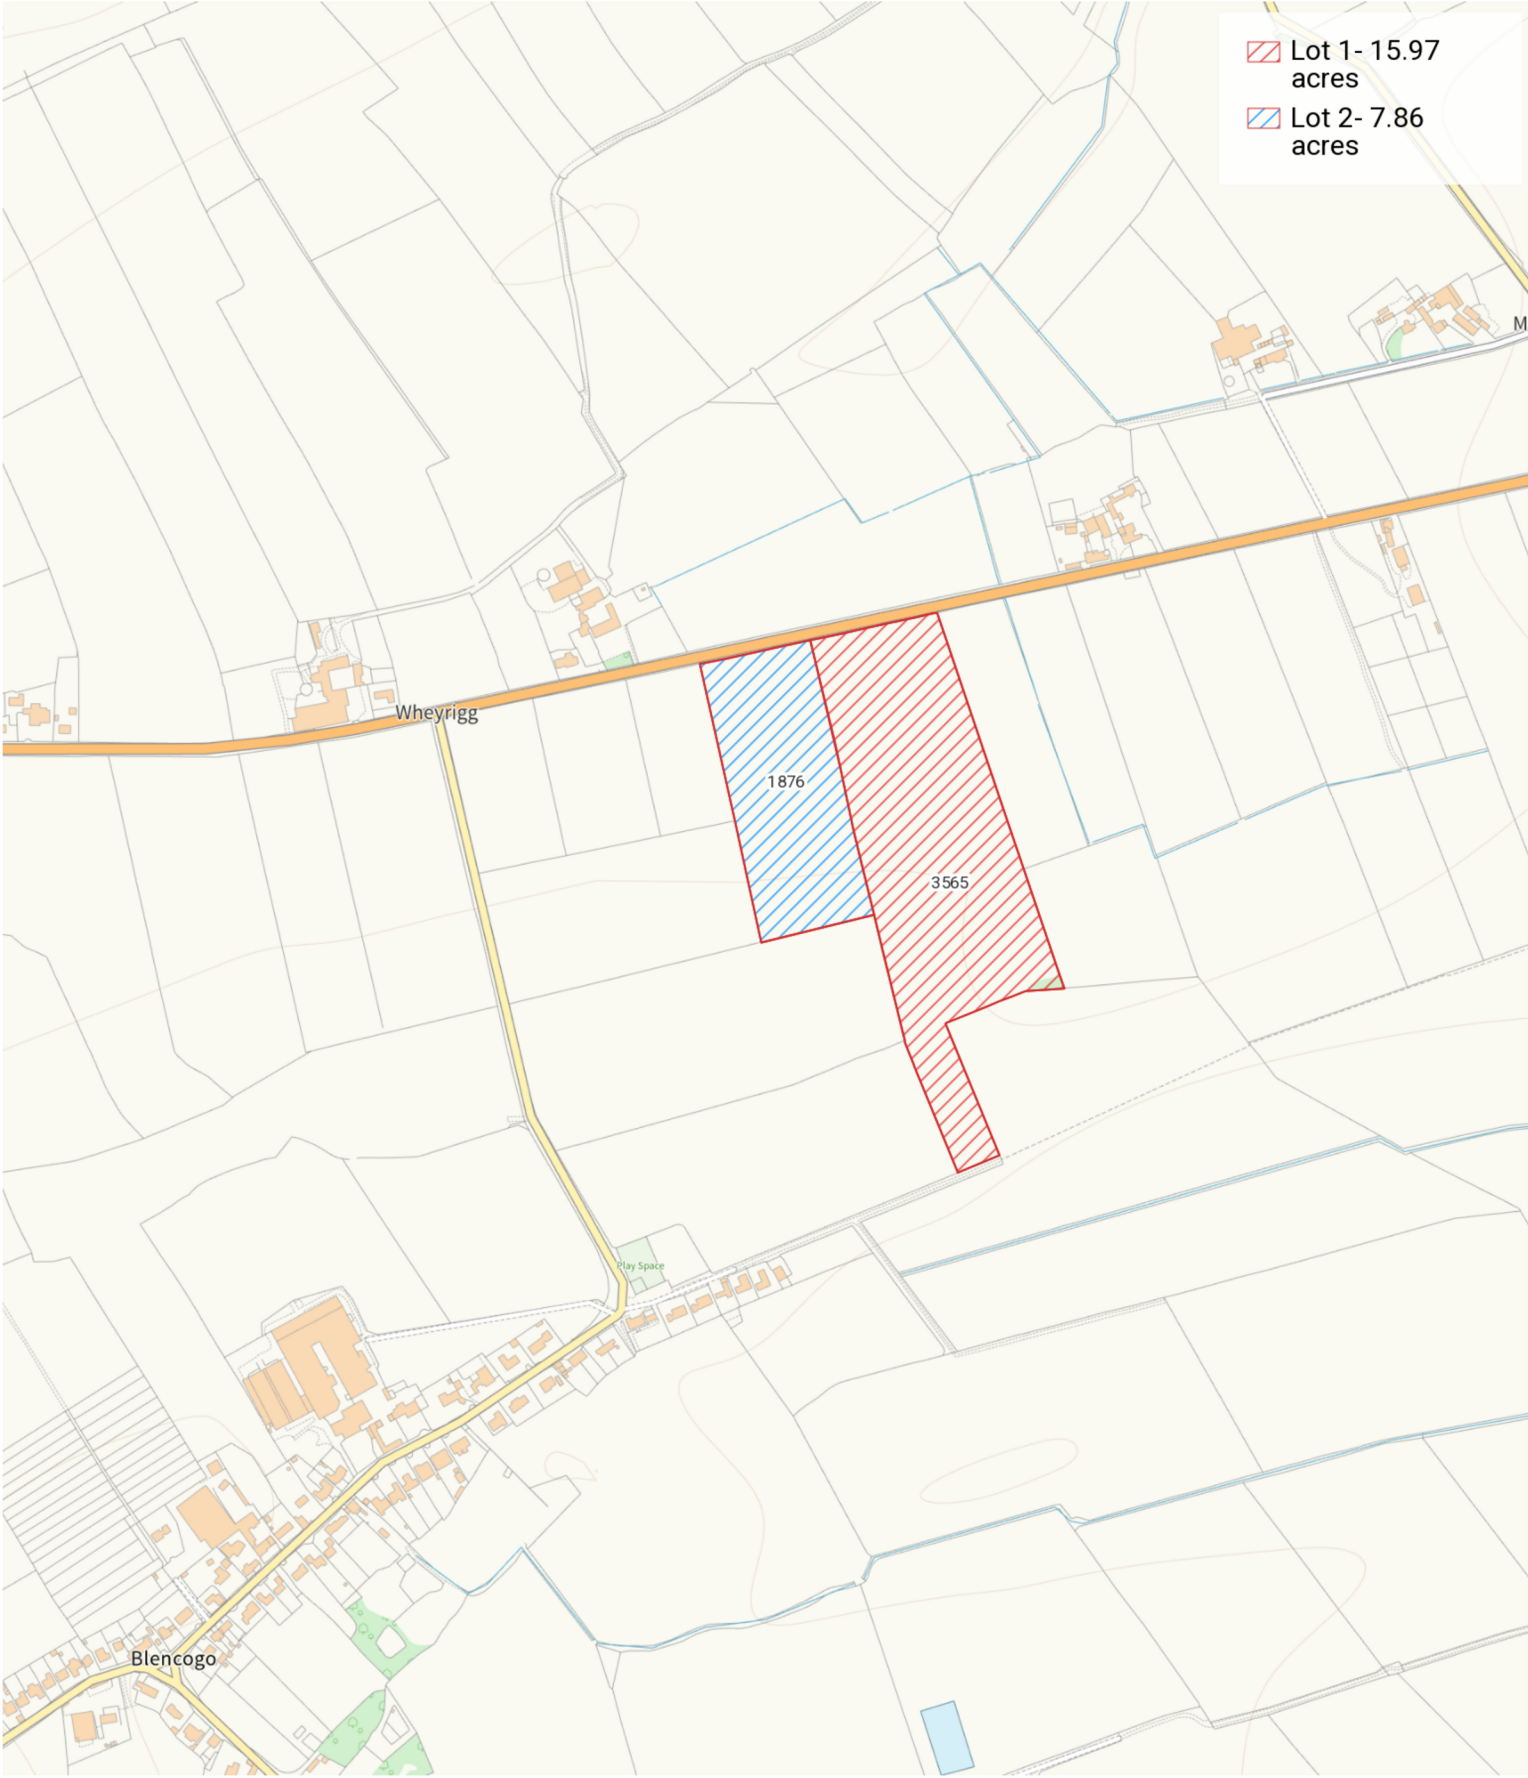 Lot 1- 15.97
acres
Lot 2- 7.86
acres
M
Wheyrigg
1876
3565
Play Space
Blencogo